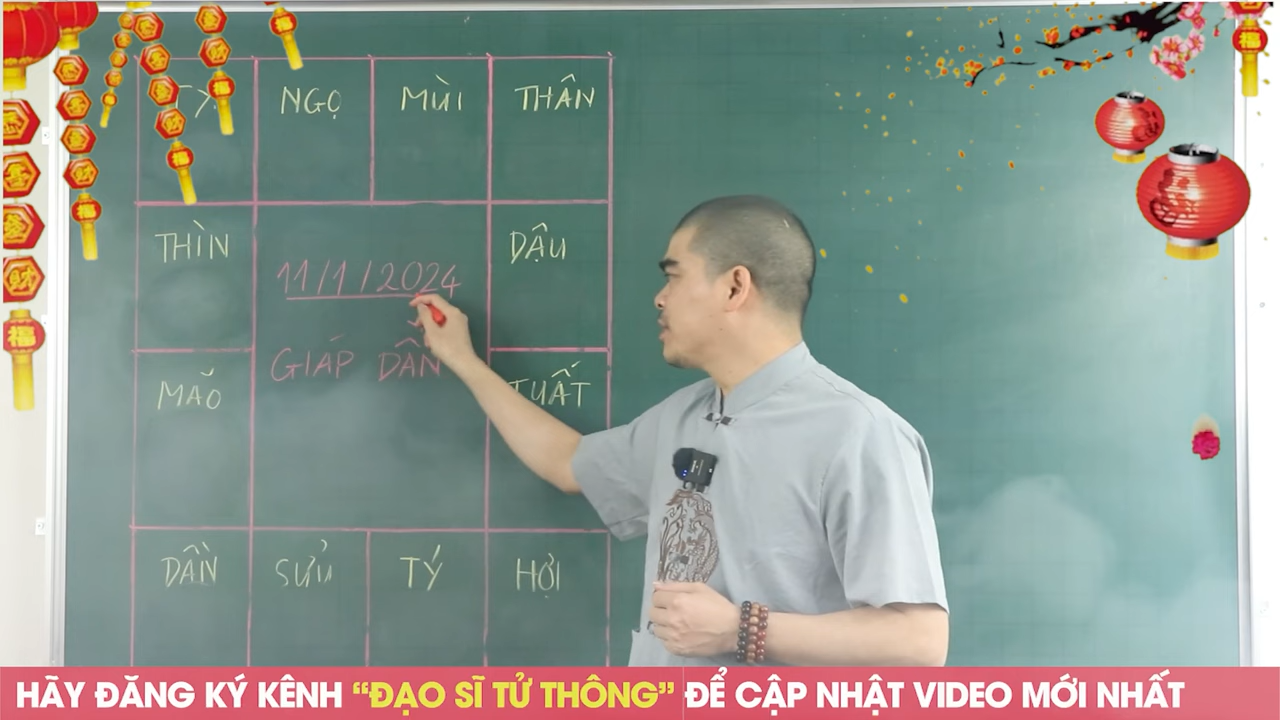 NGỌ MÙI THÂN
THÌN DẬU
11/1/2024
GIÁP DẦN
MÃO TUẤT
DẦN SỬU TÝ HỢI
HÃY ĐĂNG KÝ KÊNH “ĐẠO SĨ TỬ THÔNG” ĐỂ CẬP NHẬT VIDEO MỚI NHẤT